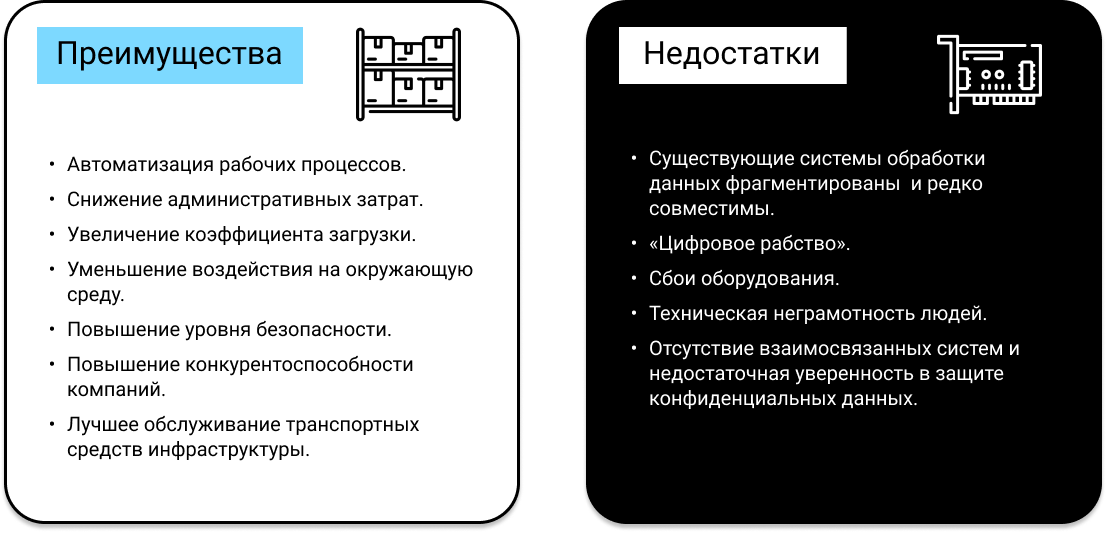 Преимущества
• Автоматизация рабочих процессов.
• Снижение административных затрат.
• Увеличение коэффициента загрузки.
• Уменьшение воздействия на окружающую
среду.
• Повышение уровня безопасности.
• Повышение конкурентоспособности
компаний.
• Лучшее обслуживание транспортных
средств инфраструктуры.
Недостатки
• Существующие системы обработки
данных фрагментированы  и редко
совместимы.
• «Цифровое рабство».
• Сбои оборудования.
• Техническая неграмотность людей.
• Отсутствие взаимосвязанных систем и
недостаточная уверенность в защите
конфиденциальных данных.